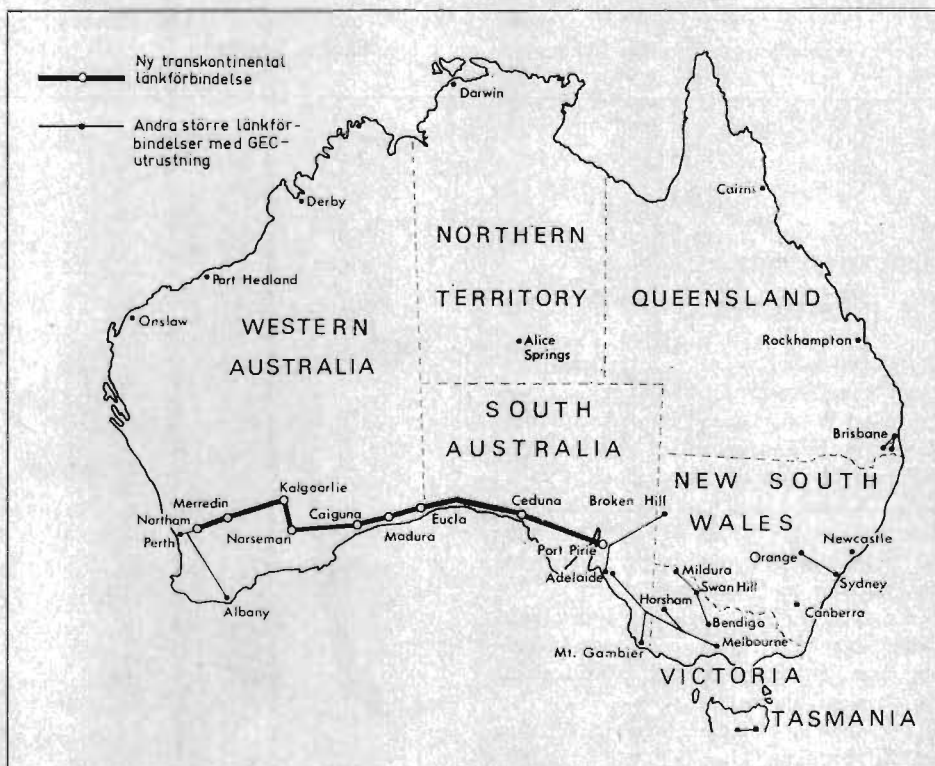 Ny transkontinental
länkförbindelse
Andra större länkför-
bindelser med GEC-
utrustning
Darwin
Derby
Cairns
NORTHERN
TERRITORY
Port Hedland
Onslaw
WESTERN
AUSTRALIA
QUEENSLAND
Alice
Springs
Rockhampton
SOUTH
AUSTRALIA
Brisbane
NEW SOUTH
WALES
Kalgoorlie
Merredin
Northam
Perth
Caiguna
Norseman
Madura
Eucla
Ceduna
Broken Hill
Port Pirie
Adelaide
Newcastle
Orange
Sydney
Mildura
Swan Hill
Horsham
Canberra
Albany
Bendigo
Melbourne
Mt. Gambier
VICTORIA
TASMANIA